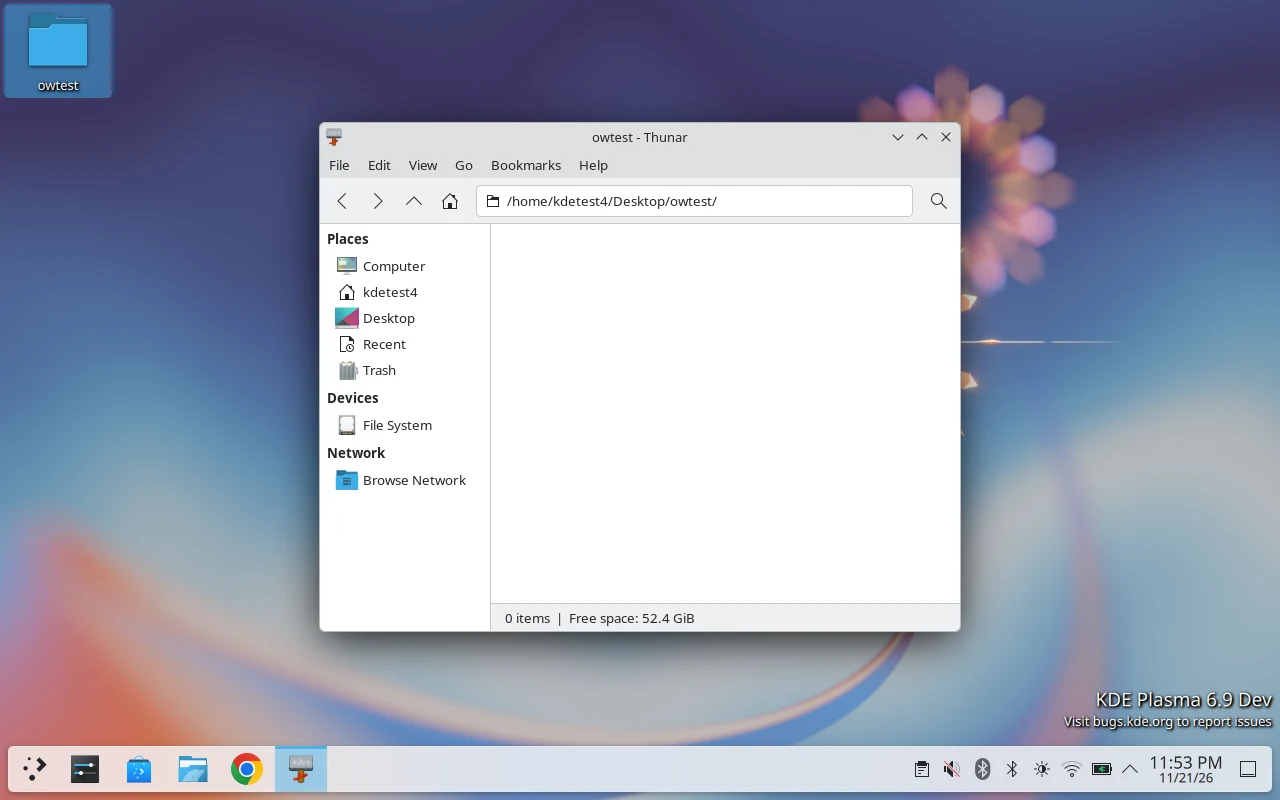 owtest
owtest - Thunar
File Edit View Go Bookmarks Help
/home/kdetest4/Desktop/owtest/
Places
Computer
kdetest4
Desktop
Recent
Trash
Devices
File System
Network
Browse Network
0 items | Free space: 52.4 GiB
KDE Plasma 6.9 Dev
Visit bugs.kde.org to report issues
11:53 PM
11/21/26